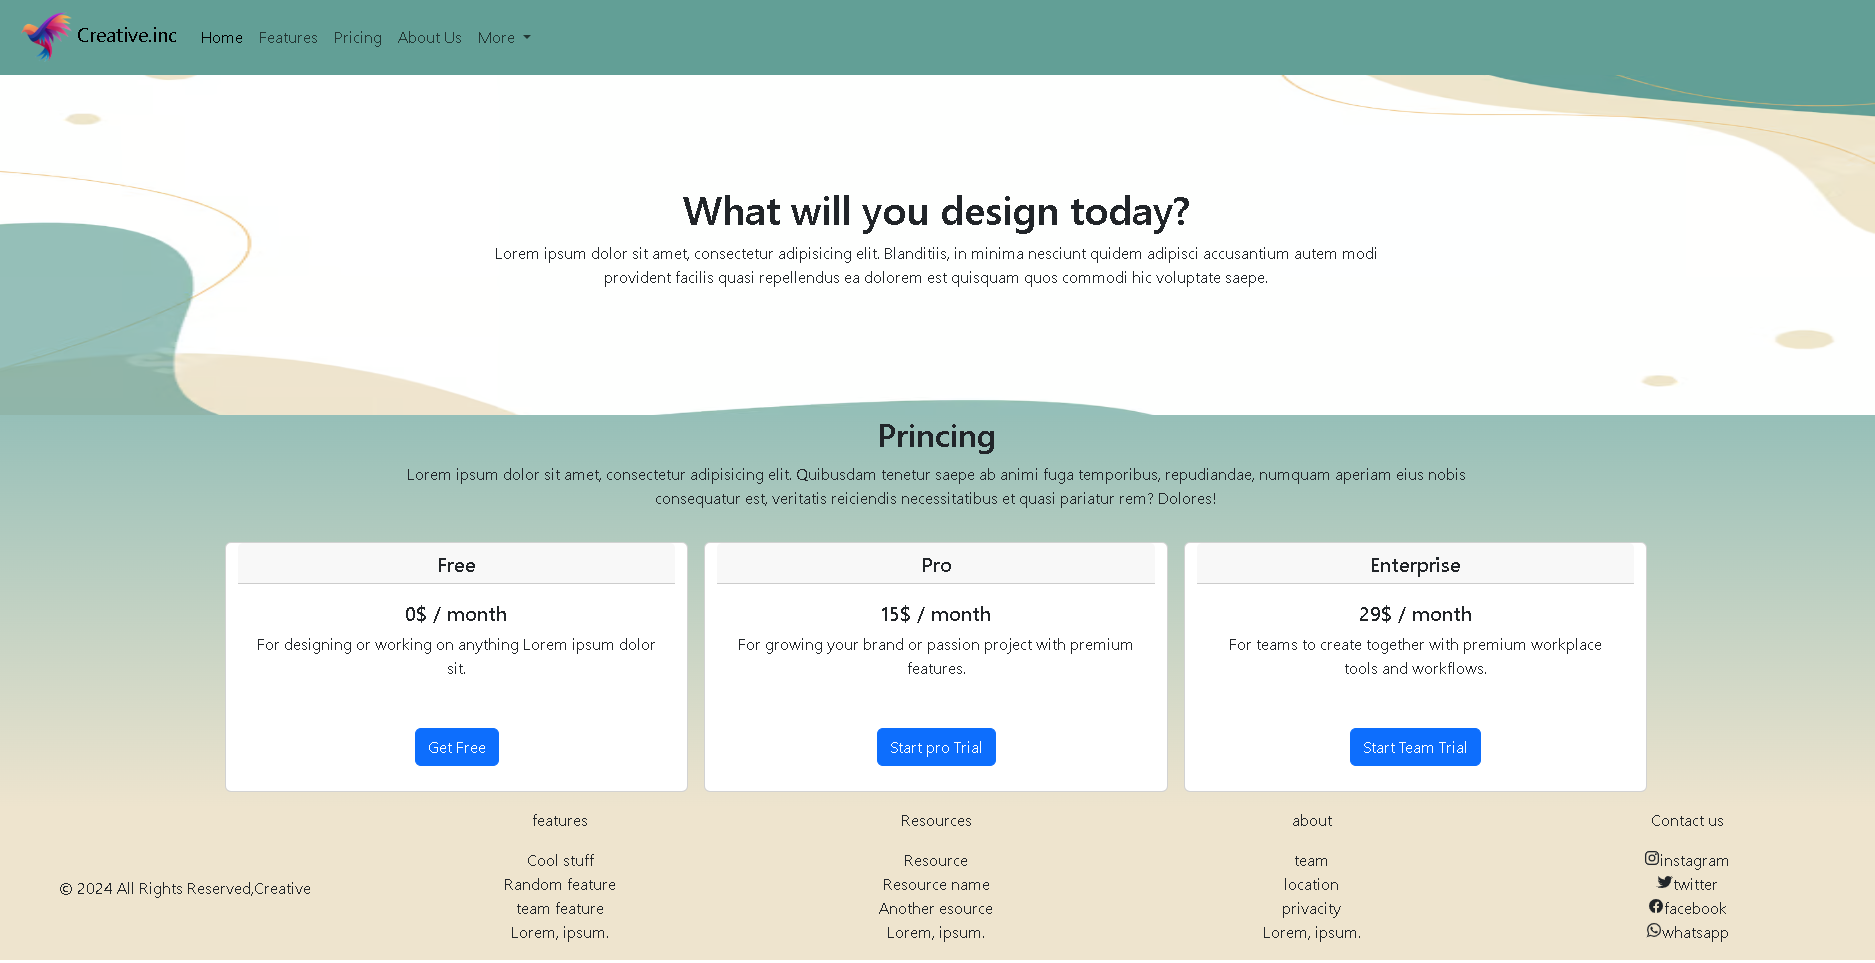 Creative.inc Home Features Pricing About Us More
What will you design today?
Lorem ipsum dolor sit amet, consectetur adipisicing elit. Blanditiis, in minima nesciunt quidem adipisci accusantium autem modi
provident facilis quasi repellendus ea dolorem est quisquam quos commodi hic voluptate saepe.
Princing
Lorem ipsum dolor sit amet, consectetur adipisicing elit. Quibusdam tenetur saepe ab animi fuga temporibus, repudiandae, numquam aperiam eius nobis
consequatur est, veritatis reiciendis necessitatibus et quasi pariatur rem? Dolores!
Free
0$ / month
For designing or working on anything Lorem ipsum dolor
sit.
Get Free
Pro
15$ / month
For growing your brand or passion project with premium
features.
Start pro Trial
Enterprise
29$ / month
For teams to create together with premium workplace
tools and workflows.
Start Team Trial
© 2024 All Rights Reserved,Creative
features
Cool stuff
Random feature
team feature
Lorem, ipsum.
Resources
Resource
Resource name
Another esource
Lorem, ipsum.
about
team
location
privacity
Lorem, ipsum.
Contact us
instagram
twitter
facebook
whatsapp